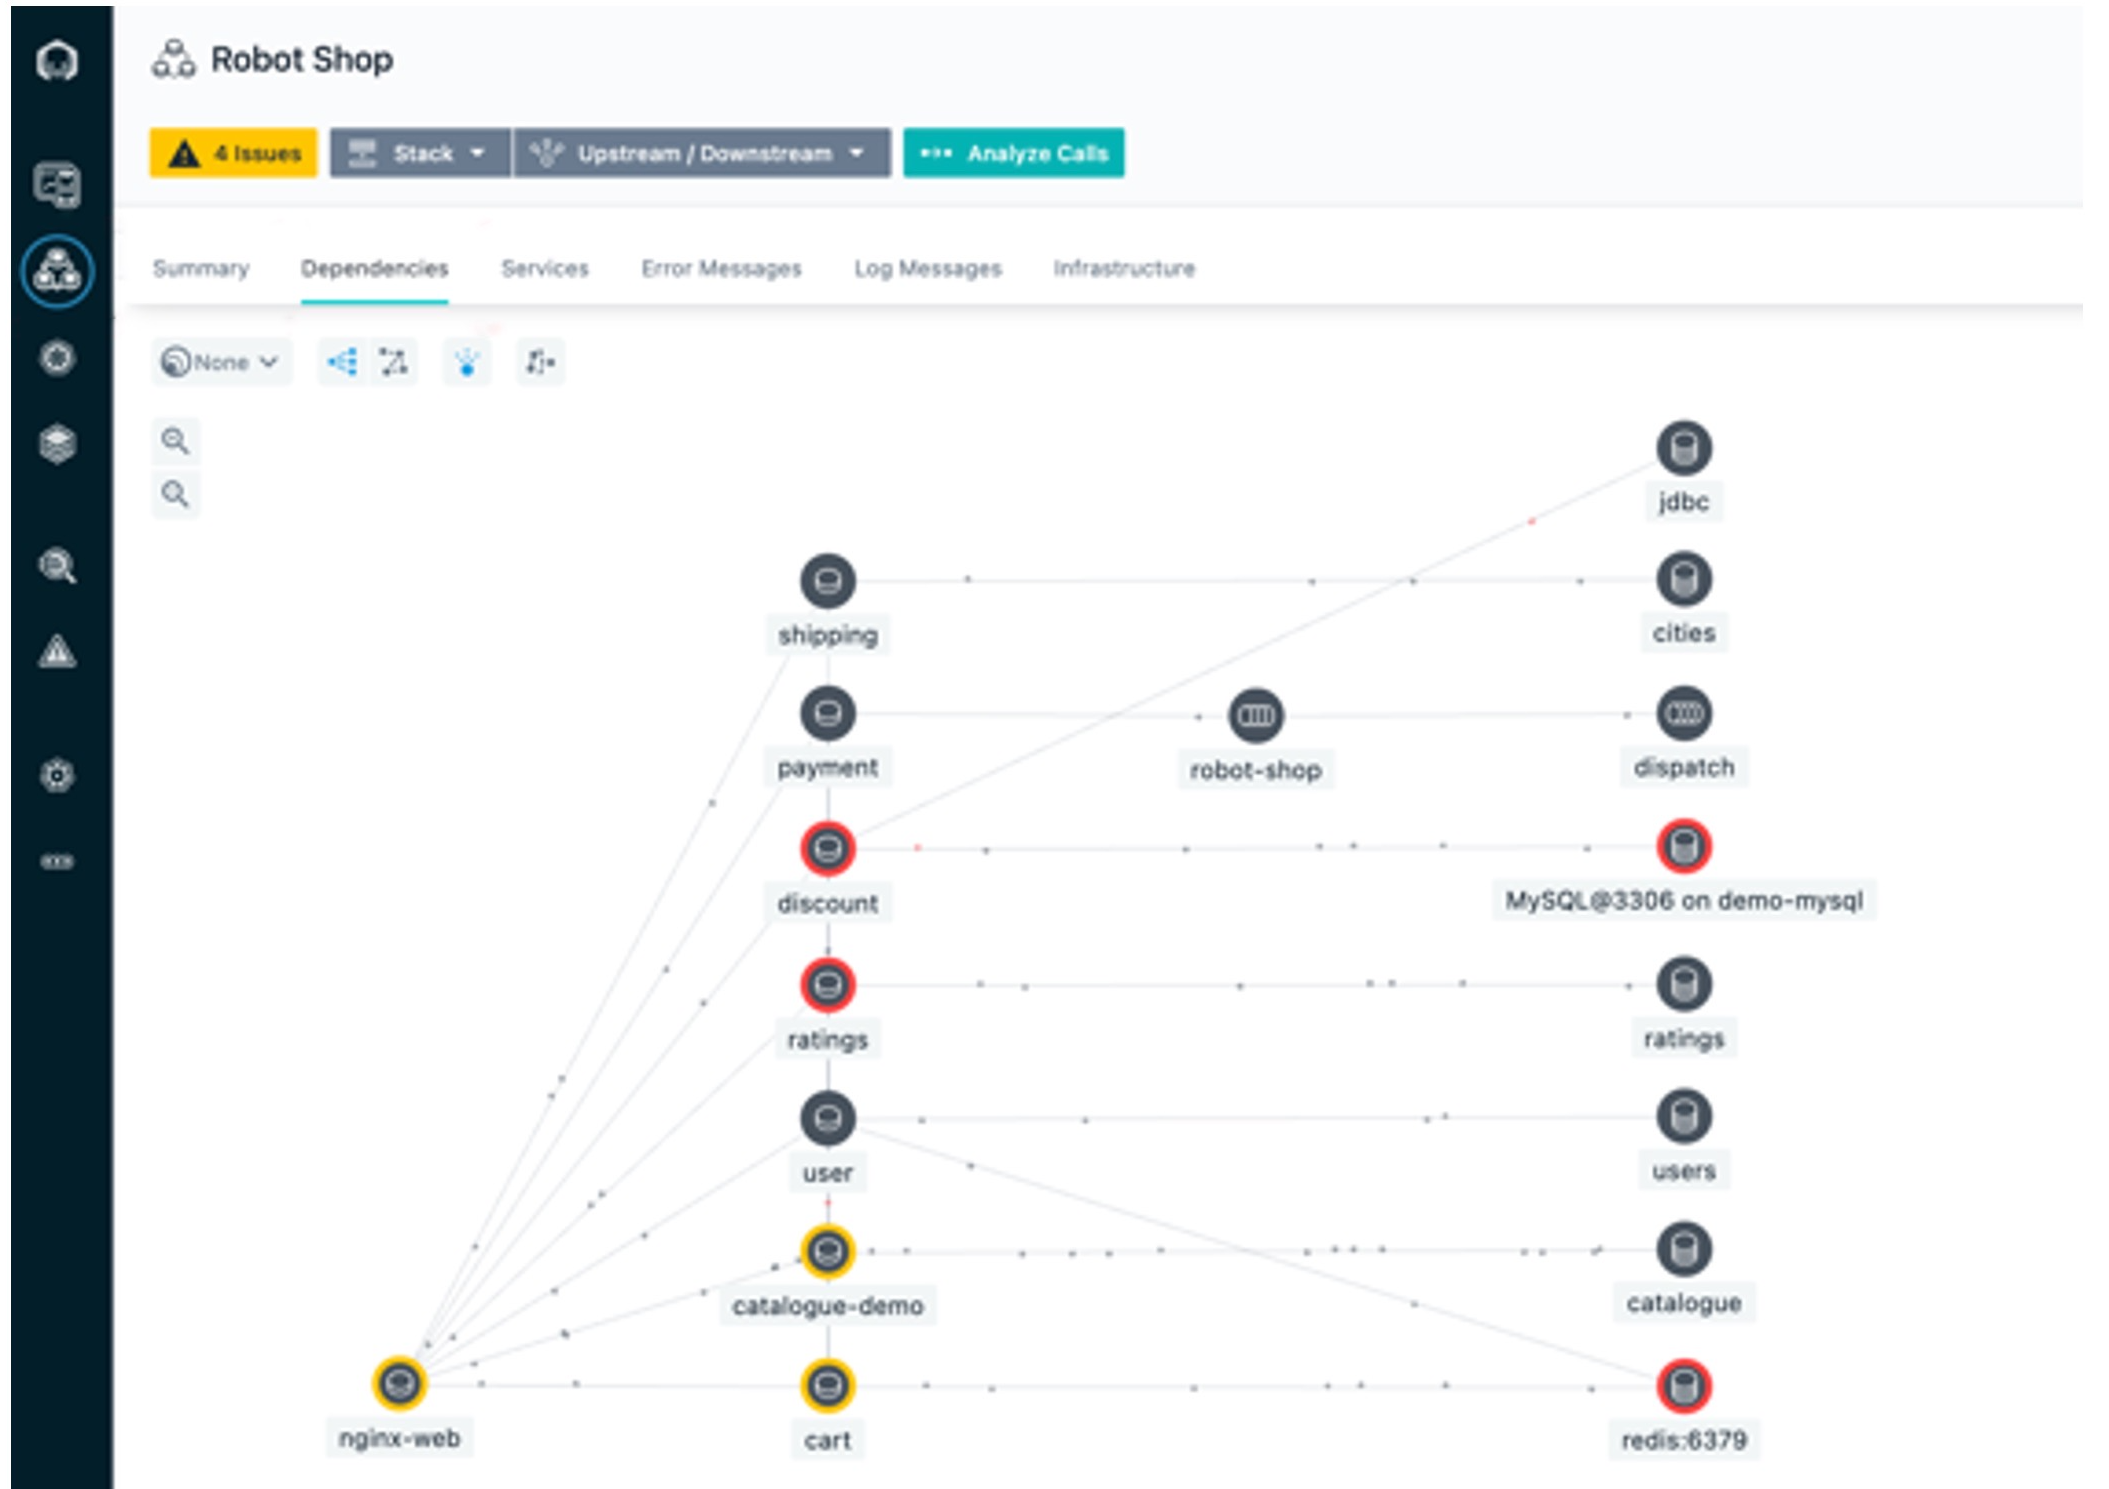 Robot Shop
4 Issues
Stack
Upstream / Downstream
Analyze Calls
Summary
Dependencies
Services
Error Messages
Log Messages
Infrastructure
None
jdbc
shipping
cities
payment
robot-shop
dispatch
discount
MySQL@3306 on demo-mysql
ratings
ratings
user
users
catalogue-demo
catalogue
nginx-web
cart
redis:6379